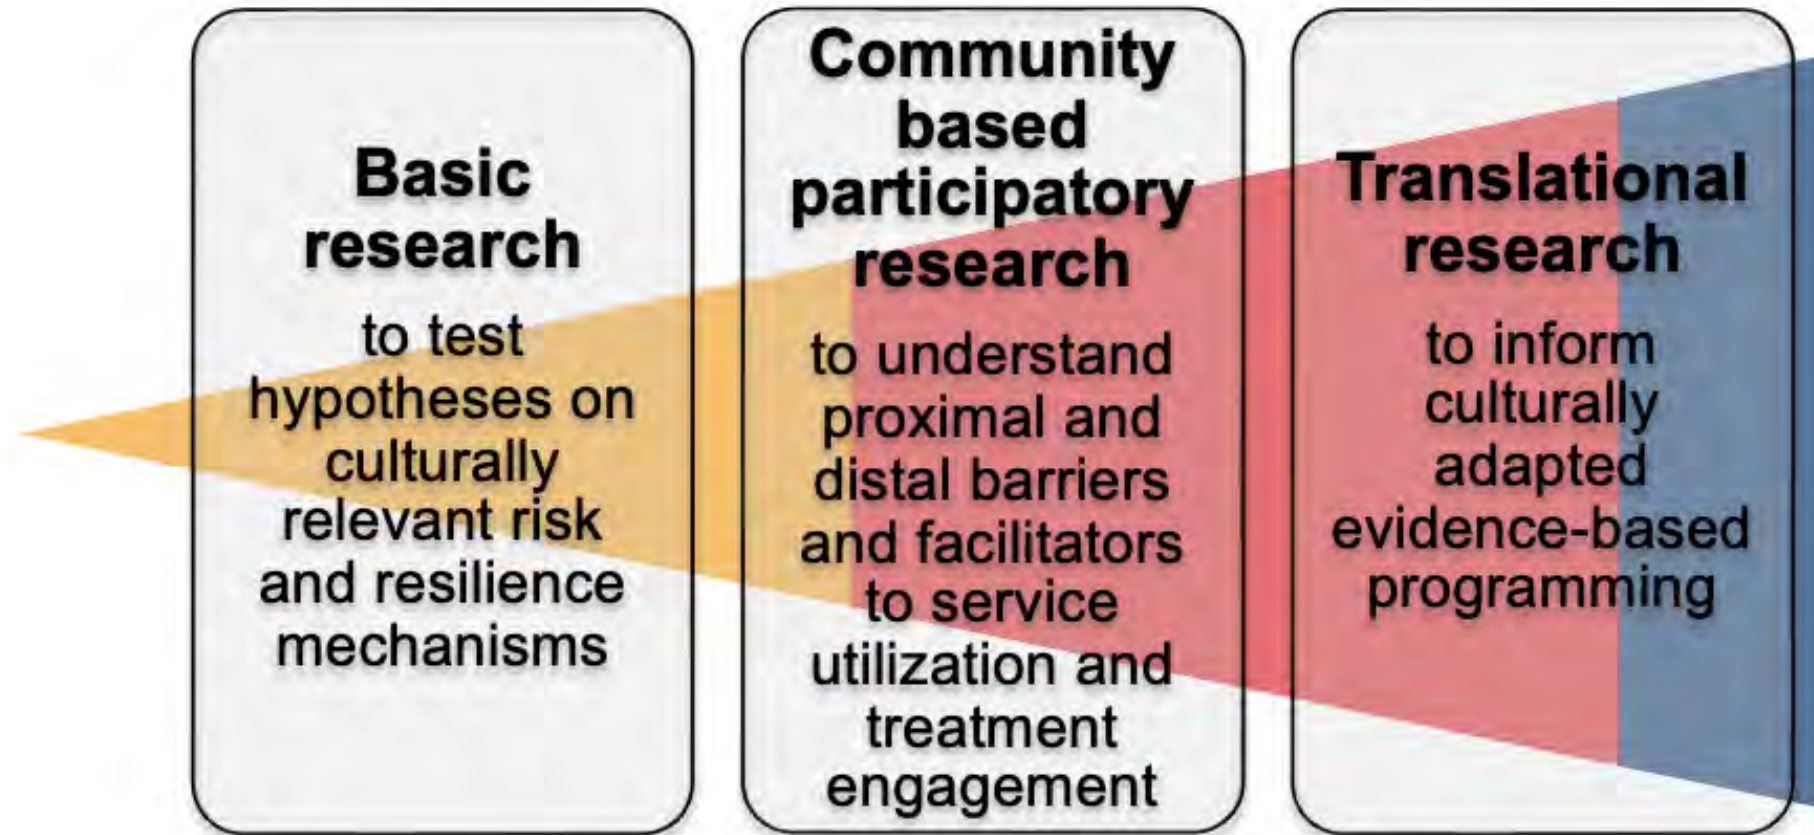 Basic
research
to test
hypotheses on
culturally
relevant risk
and resilience
mechanisms
Community
based
participatory
research
to understand
proximal and
distal barriers
and facilitators
to service
utilization and
treatment
engagement
Translational
research
to inform
culturally
adapted
evidence-based
programming